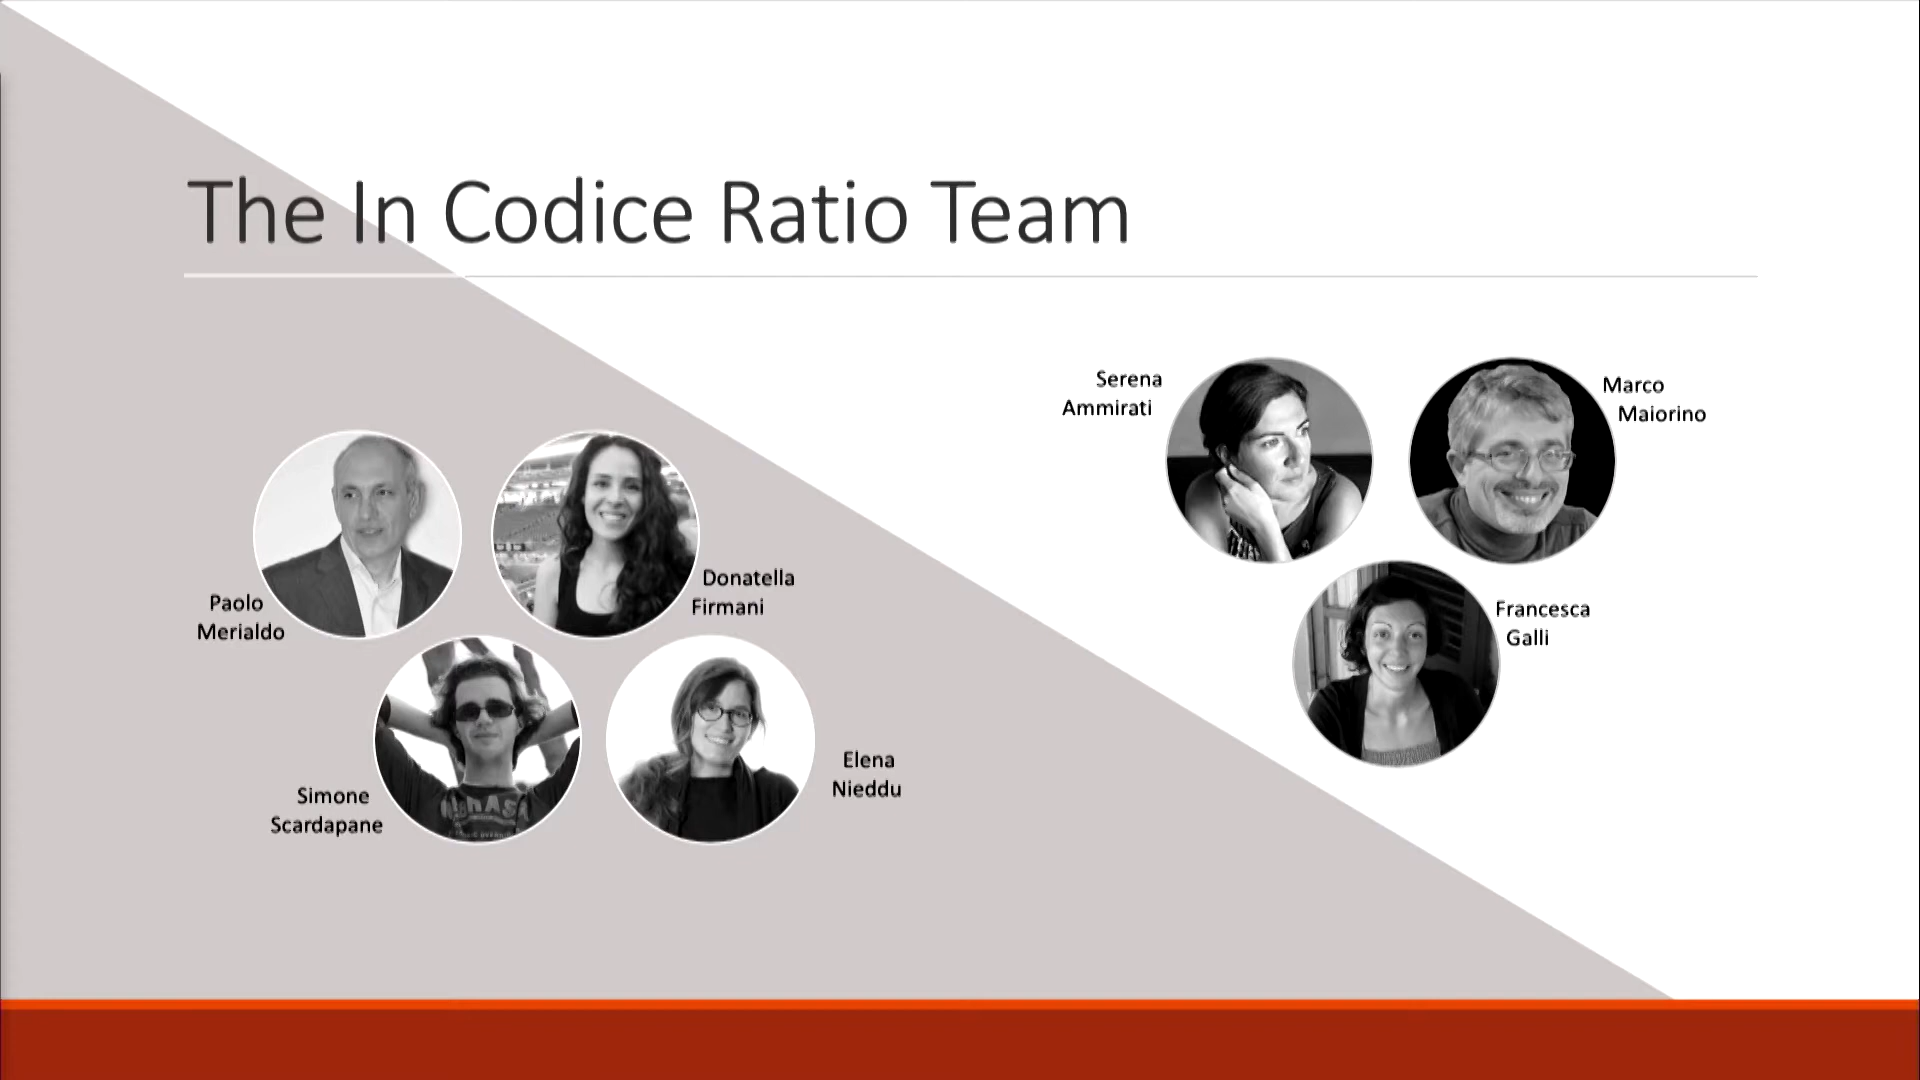 The In Codice Ratio Team
Serena
Ammirati
Marco
Maiorino
Paolo
Merialdo
Donatella
Firmani
Francesca
Galli
Simone
Scardapane
Elena
Nieddu